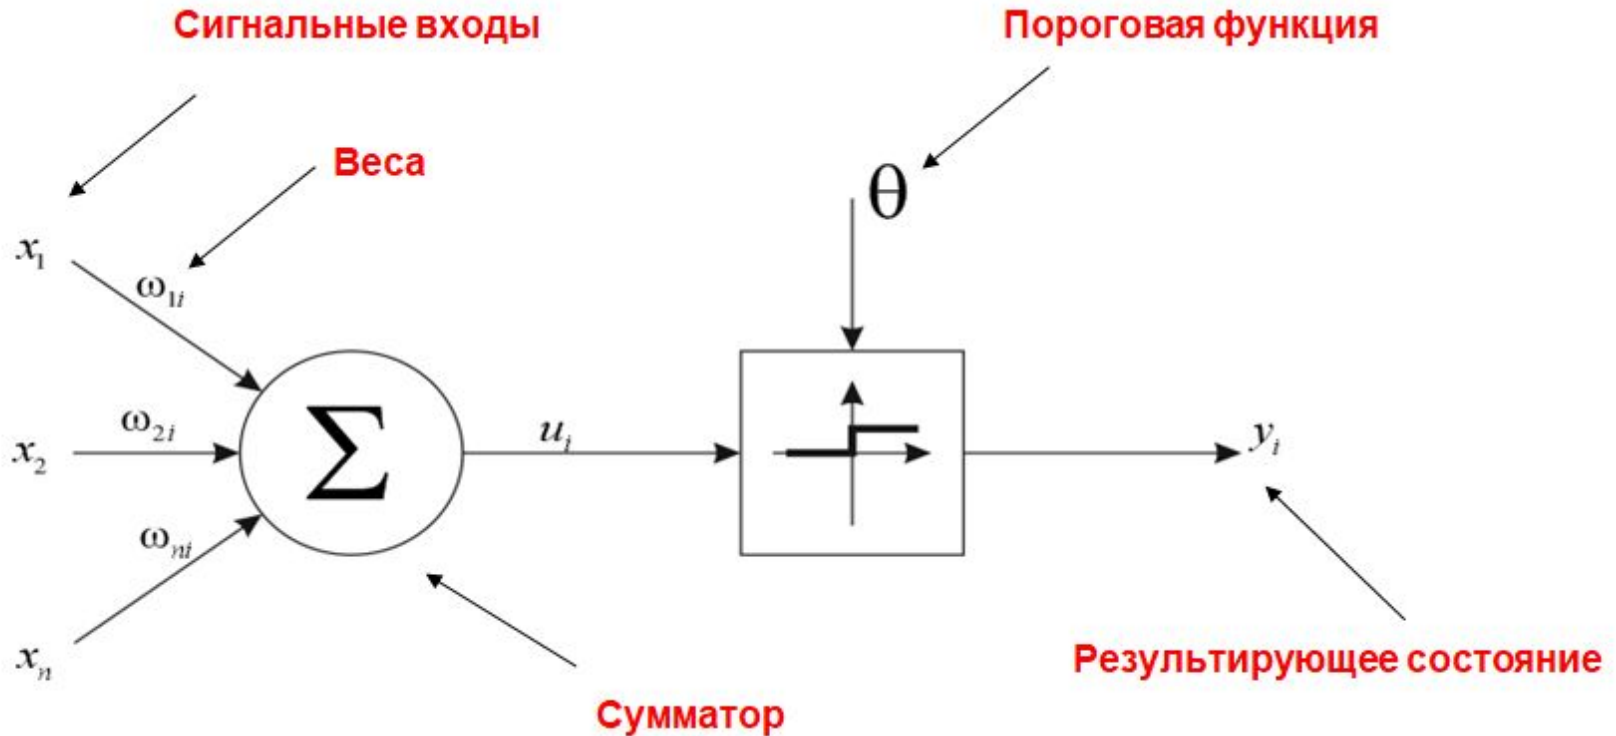 Сигнальные входы
Пороговая функция
Веса
θ
x₁
ω₁ᵢ
Σ
ω₂ᵢ
x₂
uᵢ
yᵢ
ωₙᵢ
xₙ
Результирующее состояние
Сумматор